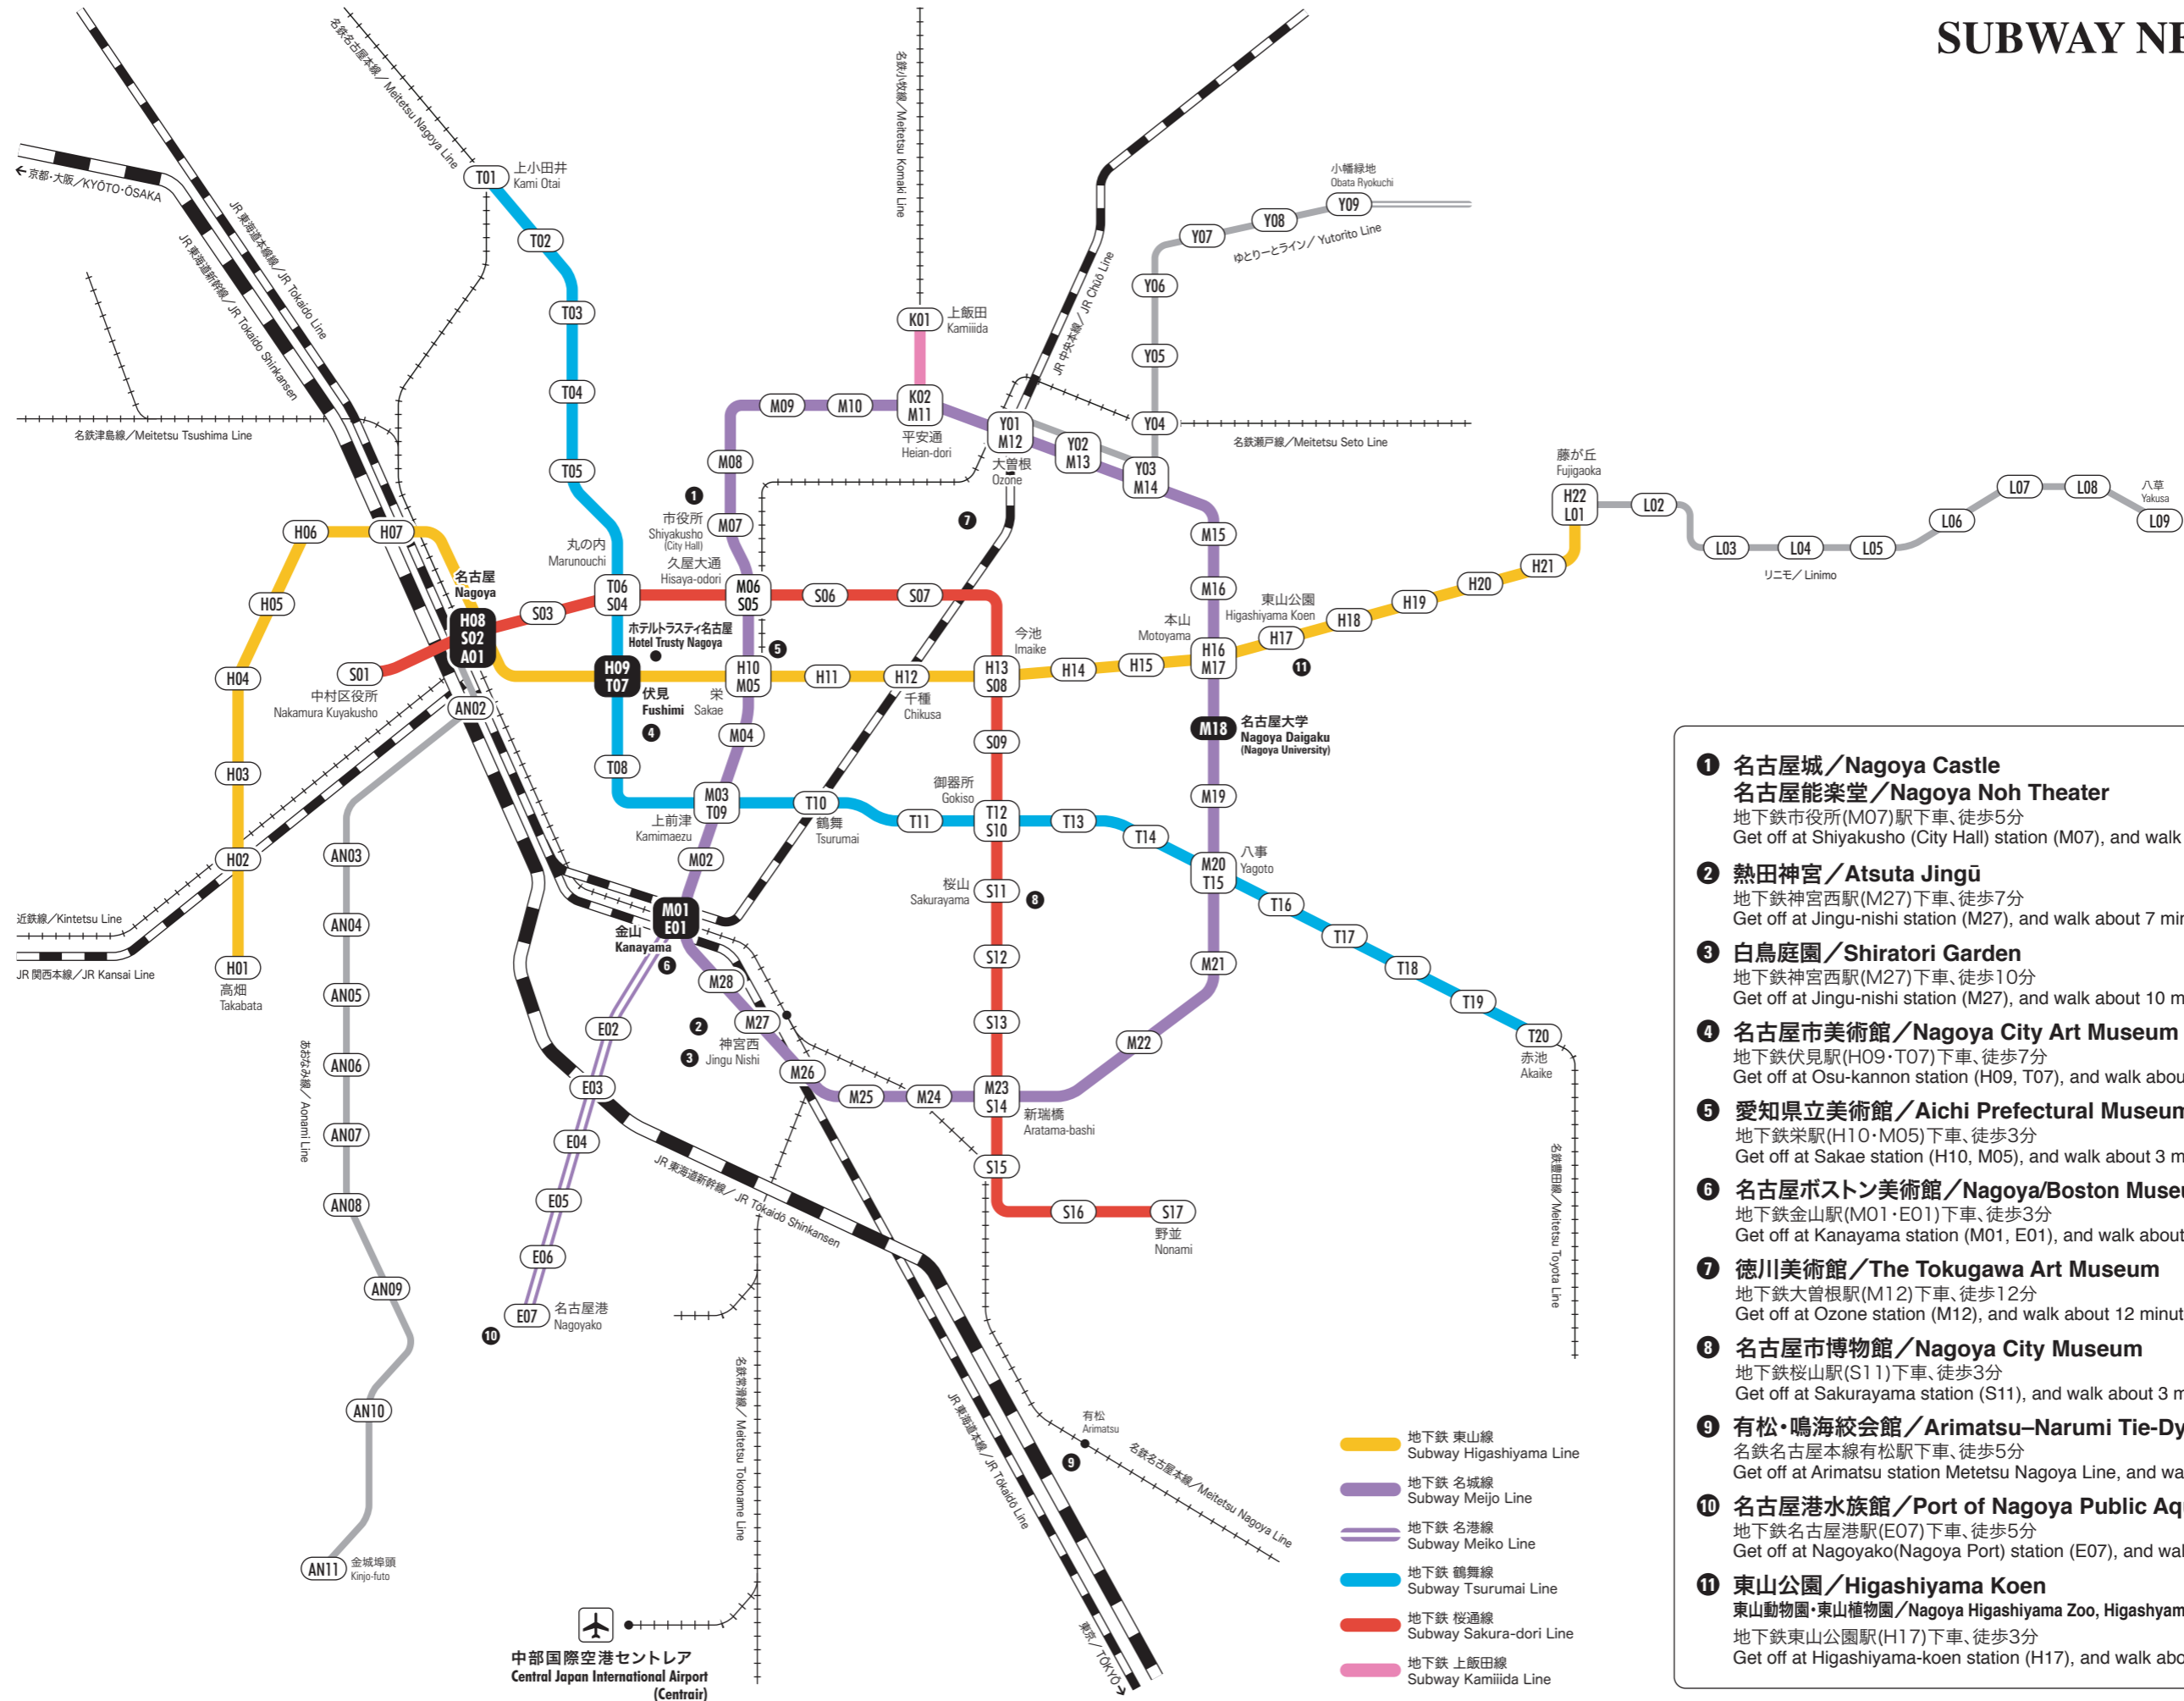 SUBWAY NE
名鉄名古屋本線／Meitetsu Nagoya Line
名鉄小牧線／Meitetsu Komaki Line
←京都・大阪／KYŌTO・ŌSAKA
JR 東海道本線線／JR Tokaido Line
JR 東海道新幹線／JR Tokaido Shinkansen
T01
上小田井
Kami Otai
T02
T03
T04
T05
小幡緑地
Obata Ryokuchi
Y09
Y08
Y07
ゆとりーとライン／Yutorito Line
Y06
Y05
Y04
JR 中央本線／JR Chūō Line
K01
上飯田
Kamiiida
K02
M11
平安通
Heian-dori
M09
M10
M08
Y01
M12
大曽根
Ozone
Y02
M13
Y03
M14
名鉄津島線／Meitetsu Tsushima Line
名鉄瀬戸線／Meitetsu Seto Line
藤が丘
Fujigaoka
H22
L01
L02
L03
L04
L05
L06
L07
L08
八草
Yakusa
L09
リニモ／Linimo
1
市役所
Shiyakusho
(City Hall)
M07
7
M15
M16
H06
H07
H05
H04
H03
H02
H01
高畑
Takabata
名古屋
Nagoya
H08
S02
A01
S01
中村区役所
Nakamura Kuyakusho
S03
丸の内
Marunouchi
T06
S04
久屋大通
Hisaya-odori
M06
S05
S06
S07
ホテルトラスティ名古屋
Hotel Trusty Nagoya
H09
T07
伏見
Fushimi
4
5
H10
M05
栄
Sakae
H11
H12
千種
Chikusa
今池
Imaike
H13
S08
H14
H15
本山
Motoyama
H16
M17
東山公園
Higashiyama Koen
H17
11
H18
H19
H20
H21
AN02
M04
T08
M03
T09
上前津
Kamimaezu
M02
T10
鶴舞
Tsurumai
T11
S09
御器所
Gokiso
T12
S10
T13
T14
M18
名古屋大学
Nagoya Daigaku
(Nagoya University)
M19
M20
T15
八事
Yagoto
T16
T17
T18
T19
T20
赤池
Akaike
M21
M22
桜山
Sakurayama
S11
8
S12
S13
M23
S14
新瑞橋
Aratama-bashi
S15
S16
S17
野並
Nonami
近鉄線／Kintetsu Line
JR 関西本線／JR Kansai Line
M01
E01
金山
Kanayama
6
M28
2
M27
3
神宮西
Jingu Nishi
M26
M25
M24
E02
E03
E04
E05
E06
E07
名古屋港
Nagoyako
10
AN03
AN04
AN05
AN06
AN07
AN08
AN09
AN10
AN11
金城埠頭
Kinjo-futo
あおなみ線／Aonami Line
JR 東海道新幹線／JR Tōkaidō Shinkansen
名鉄常滑線／Meitetsu Tokoname Line
JR 東海道本線／JR Tōkaidō Line
名鉄豊田線／Meitetsu Toyota Line
有松
Arimatsu
9
名鉄名古屋本線／Meitetsu Nagoya Line
東京／TŌKYŌ→
中部国際空港セントレア
Central Japan International Airport
(Centrair)
地下鉄 東山線
Subway Higashiyama Line
地下鉄 名城線
Subway Meijo Line
地下鉄 名港線
Subway Meiko Line
地下鉄 鶴舞線
Subway Tsurumai Line
地下鉄 桜通線
Subway Sakura-dori Line
地下鉄 上飯田線
Subway Kamiiida Line
1 名古屋城／Nagoya Castle
名古屋能楽堂／Nagoya Noh Theater
地下鉄市役所(M07)駅下車、徒歩5分
Get off at Shiyakusho (City Hall) station (M07), and walk
2 熱田神宮／Atsuta Jingū
地下鉄神宮西駅(M27)下車、徒歩7分
Get off at Jingu-nishi station (M27), and walk about 7 min
3 白鳥庭園／Shiratori Garden
地下鉄神宮西駅(M27)下車、徒歩10分
Get off at Jingu-nishi station (M27), and walk about 10 m
4 名古屋市美術館／Nagoya City Art Museum
地下鉄伏見駅(H09・T07)下車、徒歩7分
Get off at Osu-kannon station (H09, T07), and walk abou
5 愛知県立美術館／Aichi Prefectural Museum
地下鉄栄駅(H10・M05)下車、徒歩3分
Get off at Sakae station (H10, M05), and walk about 3 m
6 名古屋ボストン美術館／Nagoya/Boston Museu
地下鉄金山駅(M01・E01)下車、徒歩3分
Get off at Kanayama station (M01, E01), and walk about
7 徳川美術館／The Tokugawa Art Museum
地下鉄大曽根駅(M12)下車、徒歩12分
Get off at Ozone station (M12), and walk about 12 minut
8 名古屋市博物館／Nagoya City Museum
地下鉄桜山駅(S11)下車、徒歩3分
Get off at Sakurayama station (S11), and walk about 3 m
9 有松・鳴海絞会館／Arimatsu–Narumi Tie-Dy
名鉄名古屋本線有松駅下車、徒歩5分
Get off at Arimatsu station Metetsu Nagoya Line, and wa
10 名古屋港水族館／Port of Nagoya Public Aq
地下鉄名古屋港駅(E07)下車、徒歩5分
Get off at Nagoyako(Nagoya Port) station (E07), and wal
11 東山公園／Higashiyama Koen
東山動物園・東山植物園／Nagoya Higashiyama Zoo, Higashyam
地下鉄東山公園駅(H17)下車、徒歩3分
Get off at Higashiyama-koen station (H17), and walk abo